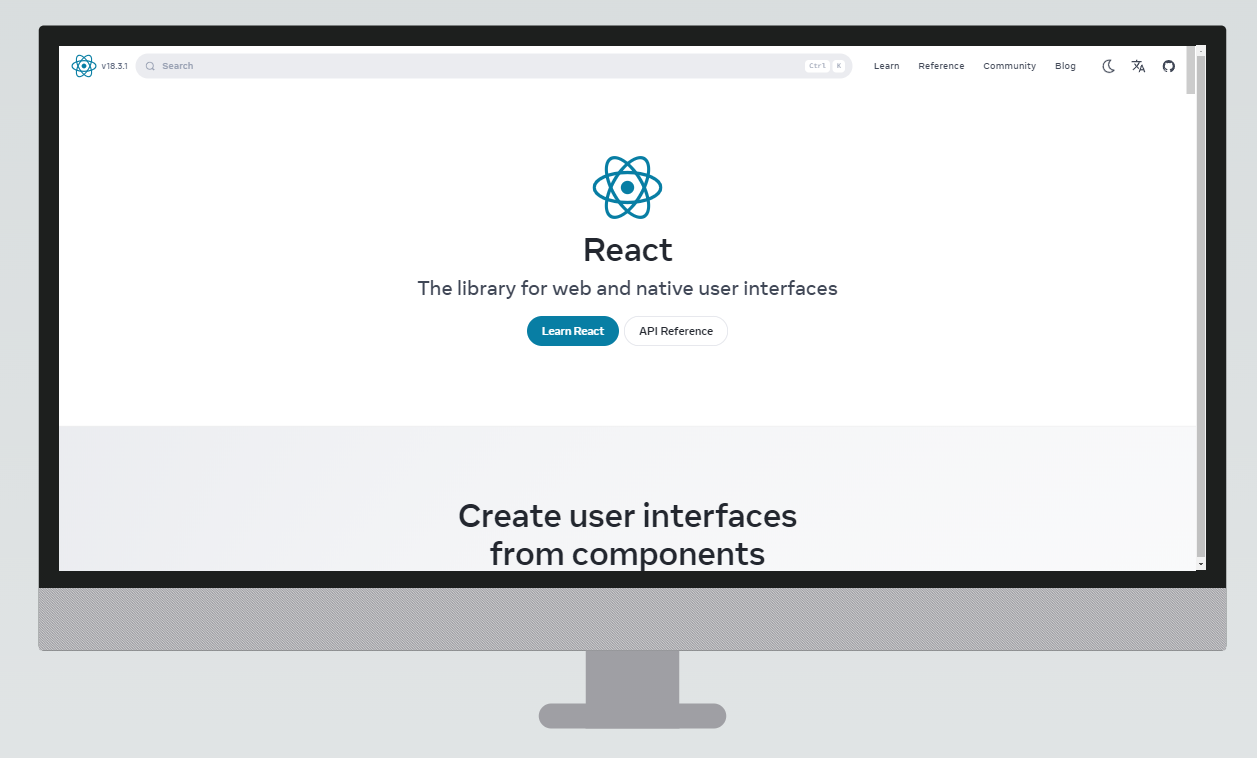 v18.3.1
Search
Ctrl K
Learn
Reference
Community
Blog
React
The library for web and native user interfaces
Learn React
API Reference
Create user interfaces
from components